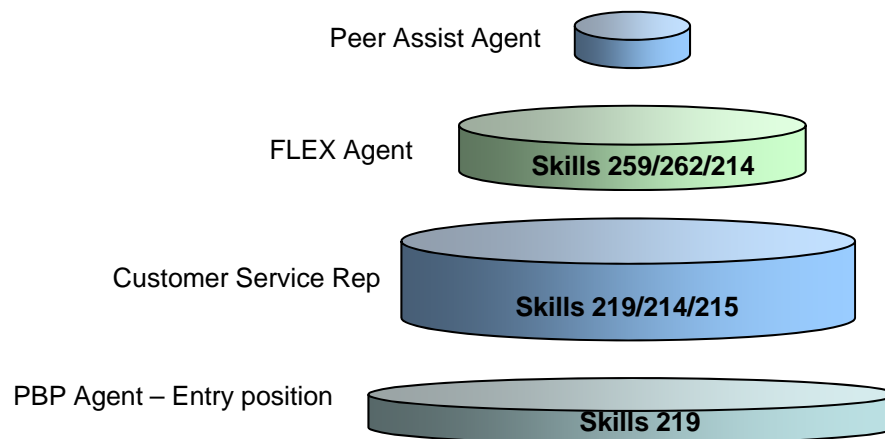 Peer Assist Agent
FLEX Agent
Skills 259/262/214
Customer Service Rep
Skills 219/214/215
PBP Agent – Entry position
Skills 219